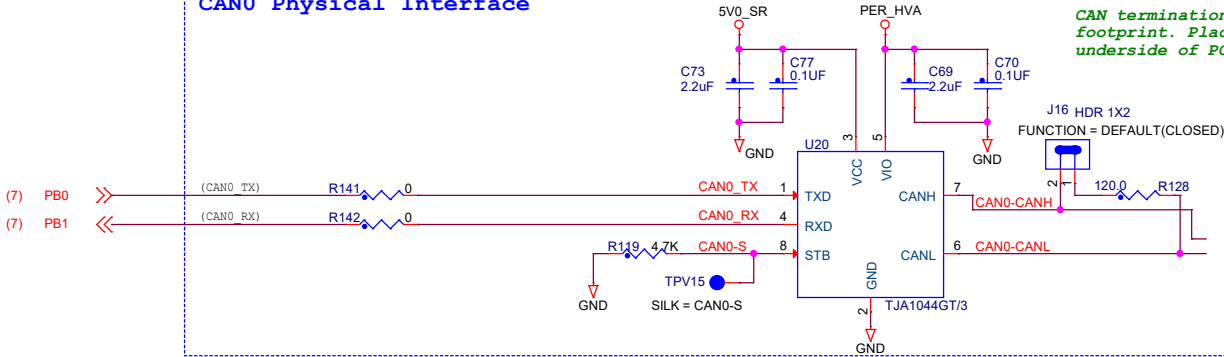 CAN0 Physical Interface
5V0_SR
PER_HVA
CAN termination
footprint. Plac
underside of PC
C73
2.2uF
C77
0.1UF
C69
2.2uF
C70
0.1UF
J16 HDR 1X2
FUNCTION = DEFAULT(CLOSED)
GND
U20
3
5
GND
VCC
VIO
2
1
120.0
R128
(7) PB0
(CAN0_TX)
R141
0
CAN0_TX
1
TXD
CANH
7
CAN0-CANH
(7) PB1
(CAN0_RX)
R142
0
CAN0_RX
4
RXD
R119
4.7K
CAN0-S
8
STB
CANL
6
CAN0-CANL
TPV15
GND
GND
SILK = CAN0-S
2
TJA1044GT/3
GND